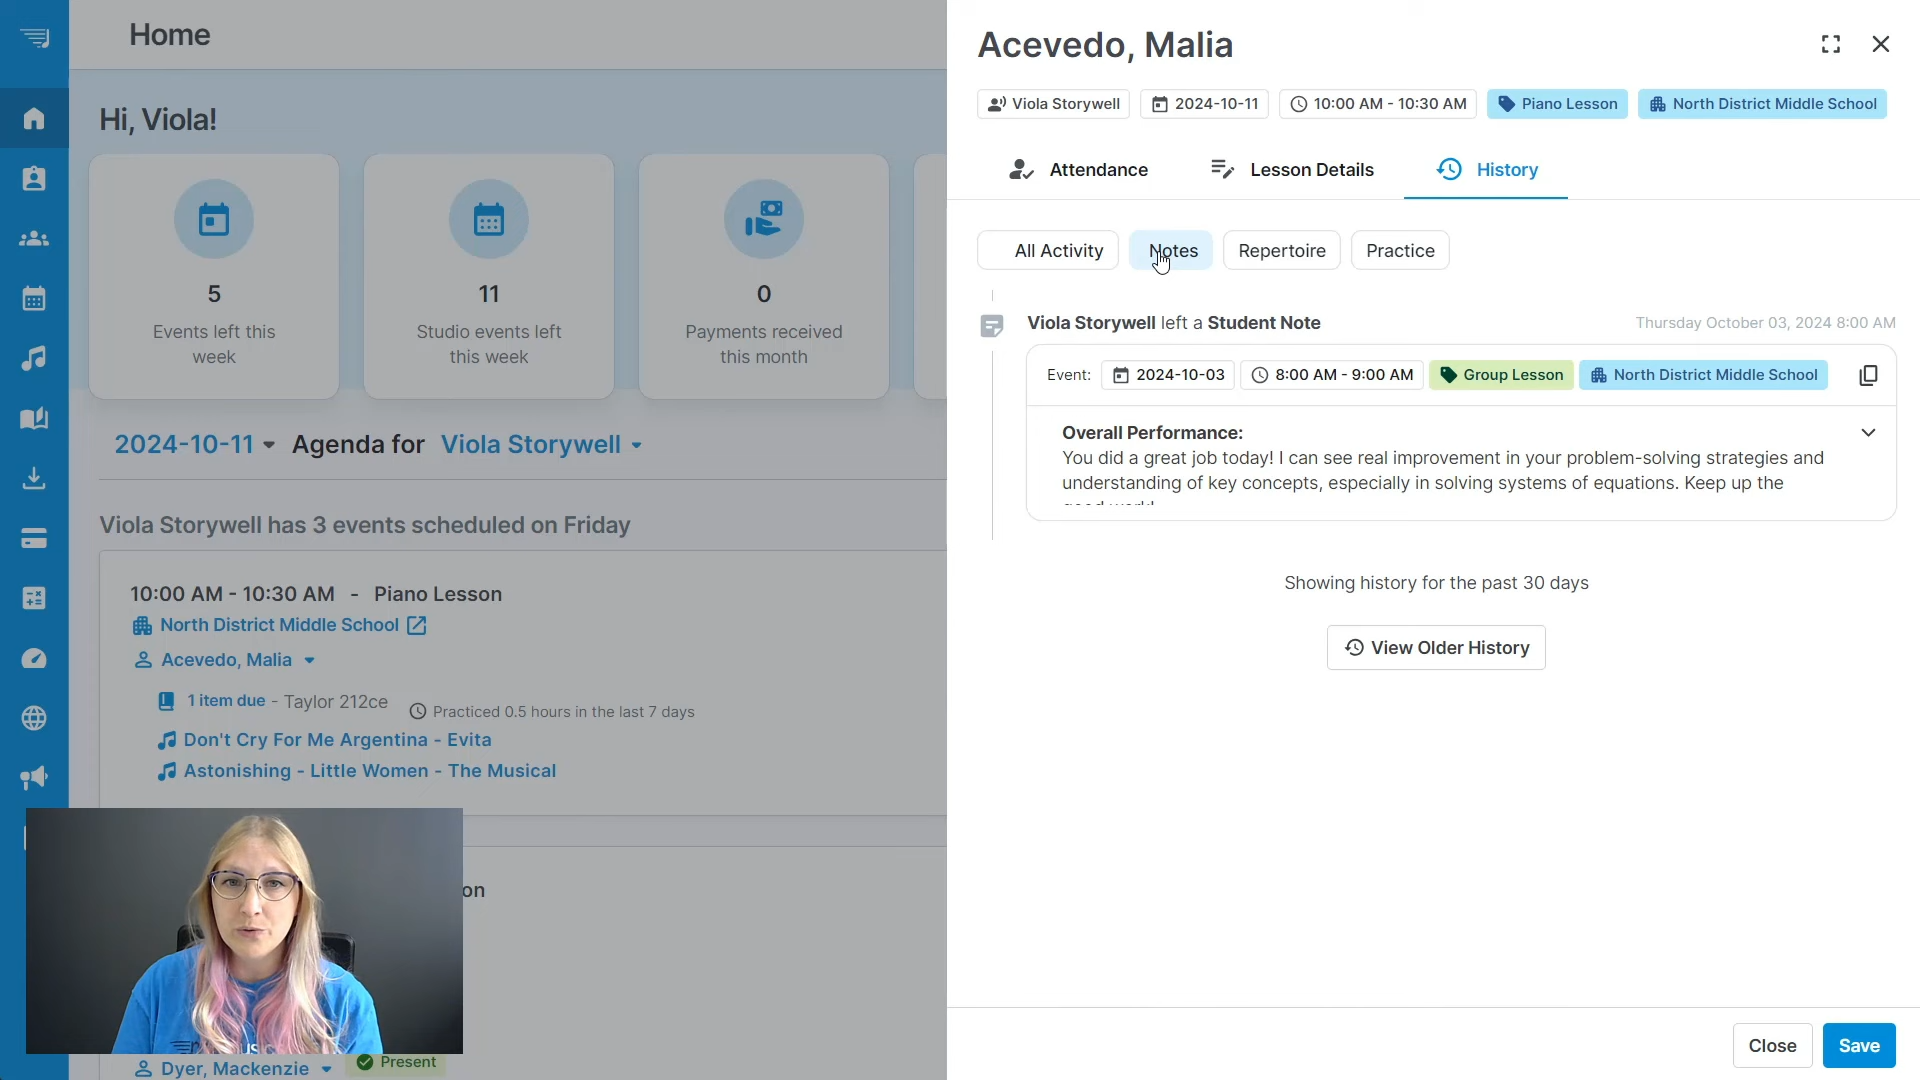 Home
Hi, Viola!
5
Events left this
week
11
Studio events left
this week
0
Payments received
this month
2024-10-11 Agenda for Viola Storywell
Viola Storywell has 3 events scheduled on Friday
10:00 AM - 10:30 AM - Piano Lesson
North District Middle School
Acevedo, Malia
1 item due - Taylor 212ce
Practiced 0.5 hours in the last 7 days
Don't Cry For Me Argentina - Evita
Astonishing - Little Women - The Musical
on
Dyer, Mackenzie
Present
Acevedo, Malia
Viola Storywell
2024-10-11
10:00 AM - 10:30 AM
Piano Lesson
North District Middle School
Attendance
Lesson Details
History
All Activity
Notes
Repertoire
Practice
Viola Storywell left a Student Note
Thursday October 03, 2024 8:00 AM
Event:
2024-10-03
8:00 AM - 9:00 AM
Group Lesson
North District Middle School
Overall Performance:
You did a great job today! I can see real improvement in your problem-solving strategies and
understanding of key concepts, especially in solving systems of equations. Keep up the
Showing history for the past 30 days
View Older History
Close
Save